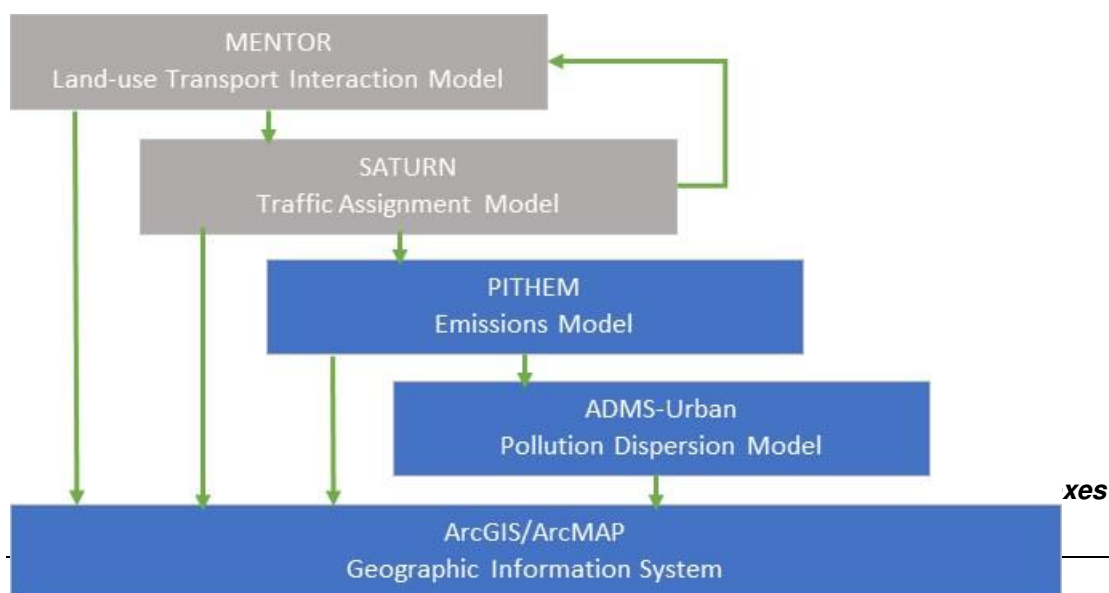 MENTOR
Land-use Transport Interaction Model
SATURN
Traffic Assignment Model
PITHEM
Emissions Model
ADMS-Urban
Pollution Dispersion Model
xes
ArcGIS/ArcMAP
Geographic Information System